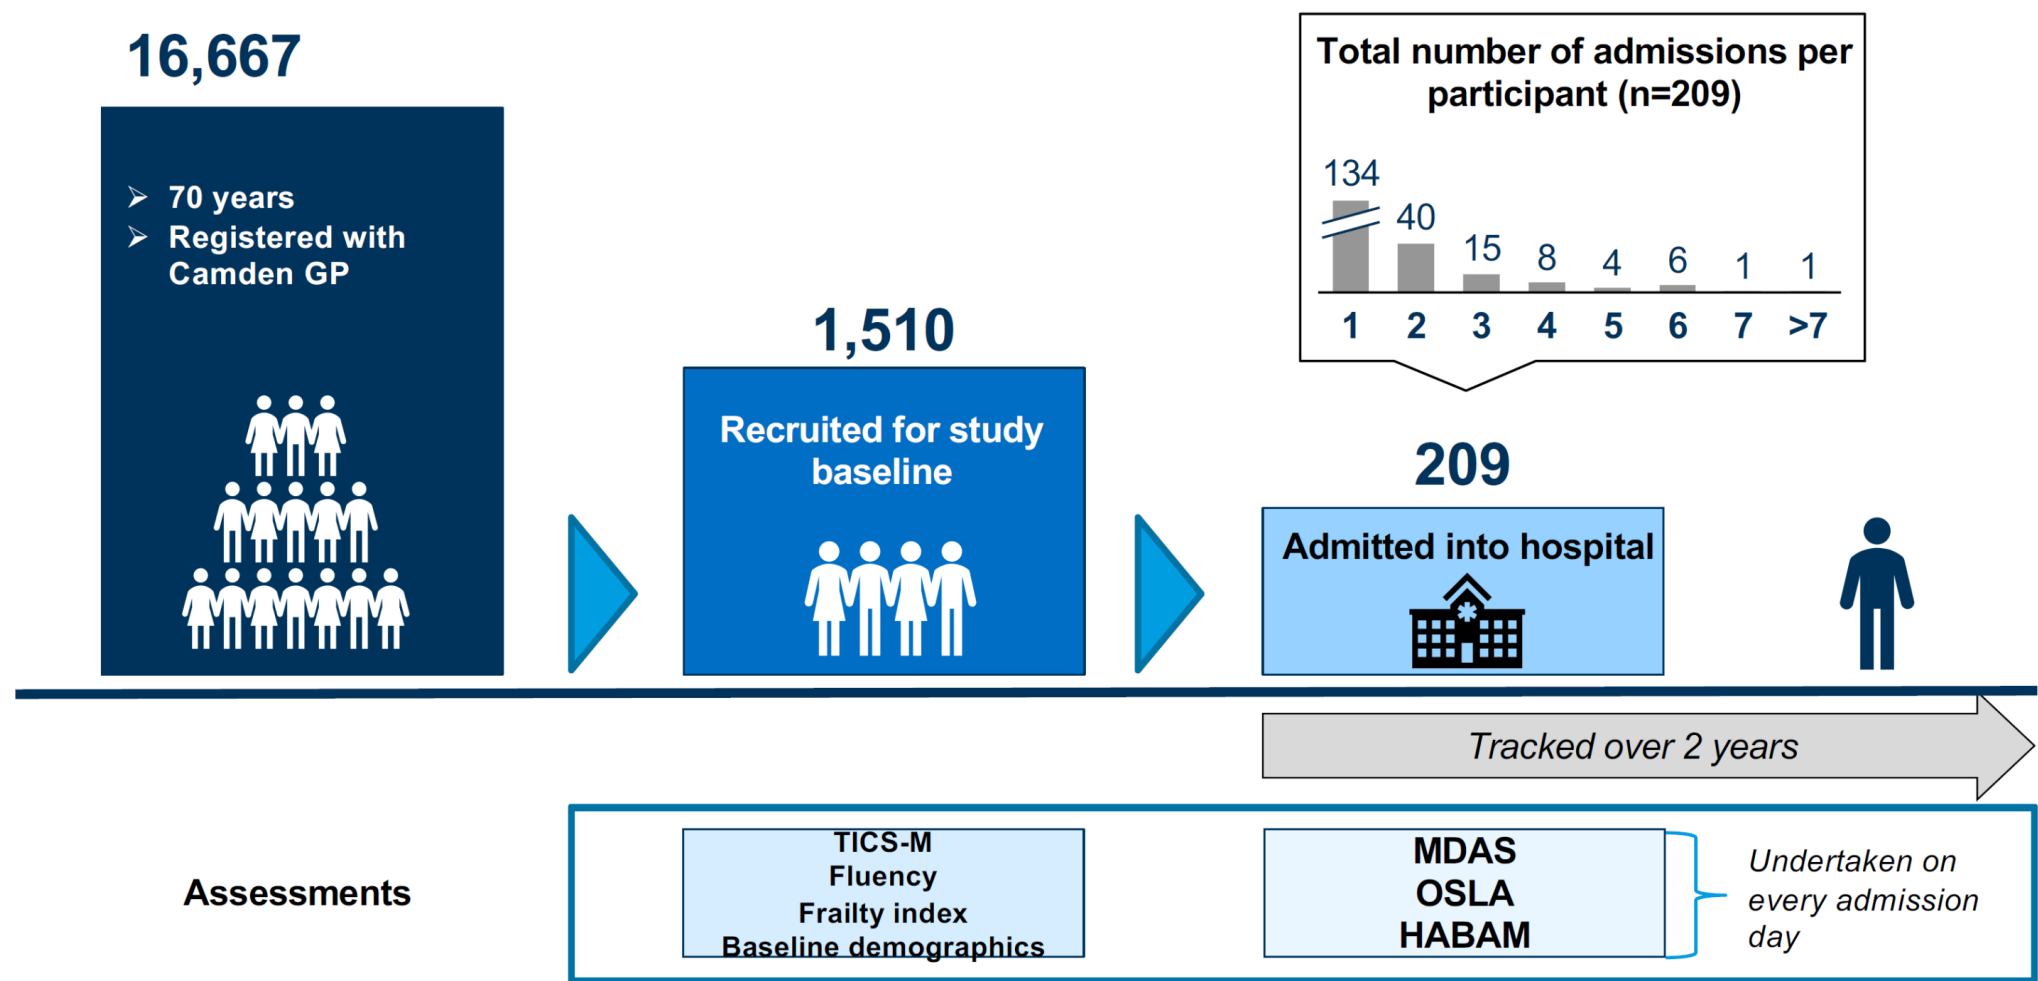 16,667
➢ 70 years
➢ Registered with
Camden GP
1,510
Recruited for study
baseline
Total number of admissions per
participant (n=209)
134 40 15 8 4 6 1 1
1 2 3 4 5 6 7 >7
209
Admitted into hospital
Tracked over 2 years
Assessments
TICS-M
Fluency
Frailty index
Baseline demographics
MDAS
OSLA
HABAM
Undertaken on
every admission
day